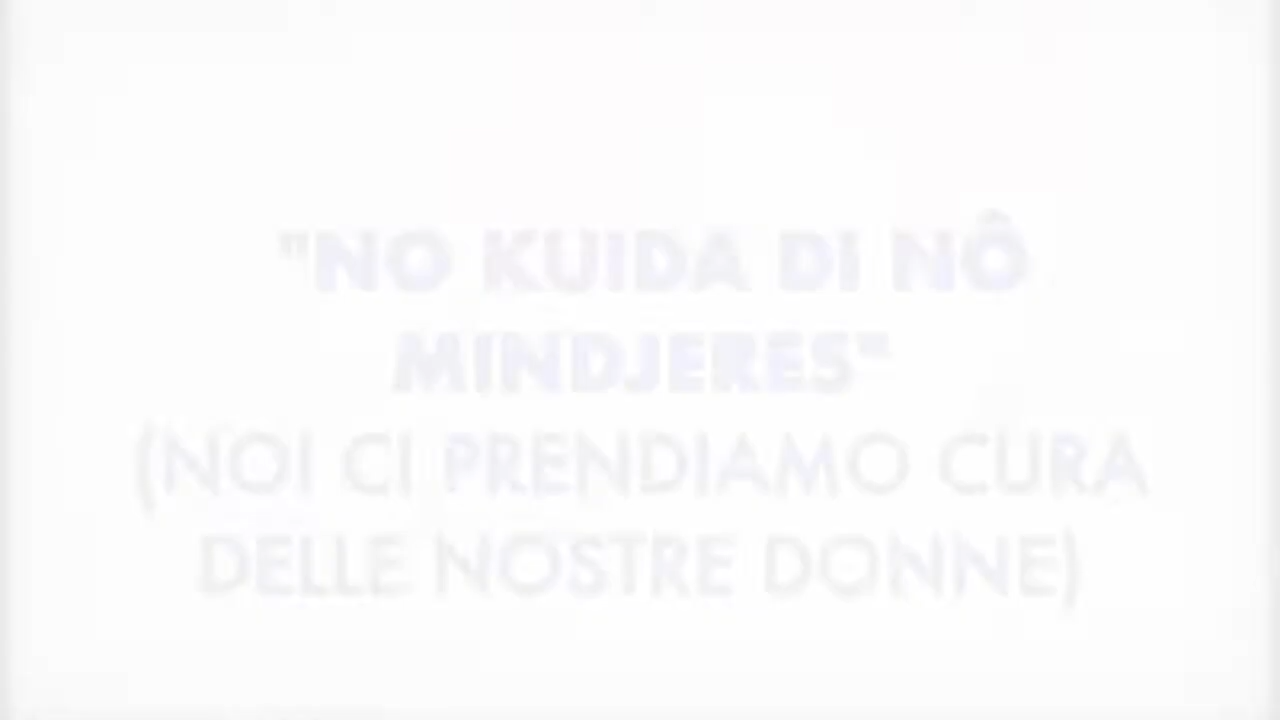 "NO KUIDA DI NÔ
MINDJERES"
(NOI CI PRENDIAMO CURA
DELLE NOSTRE DONNE)